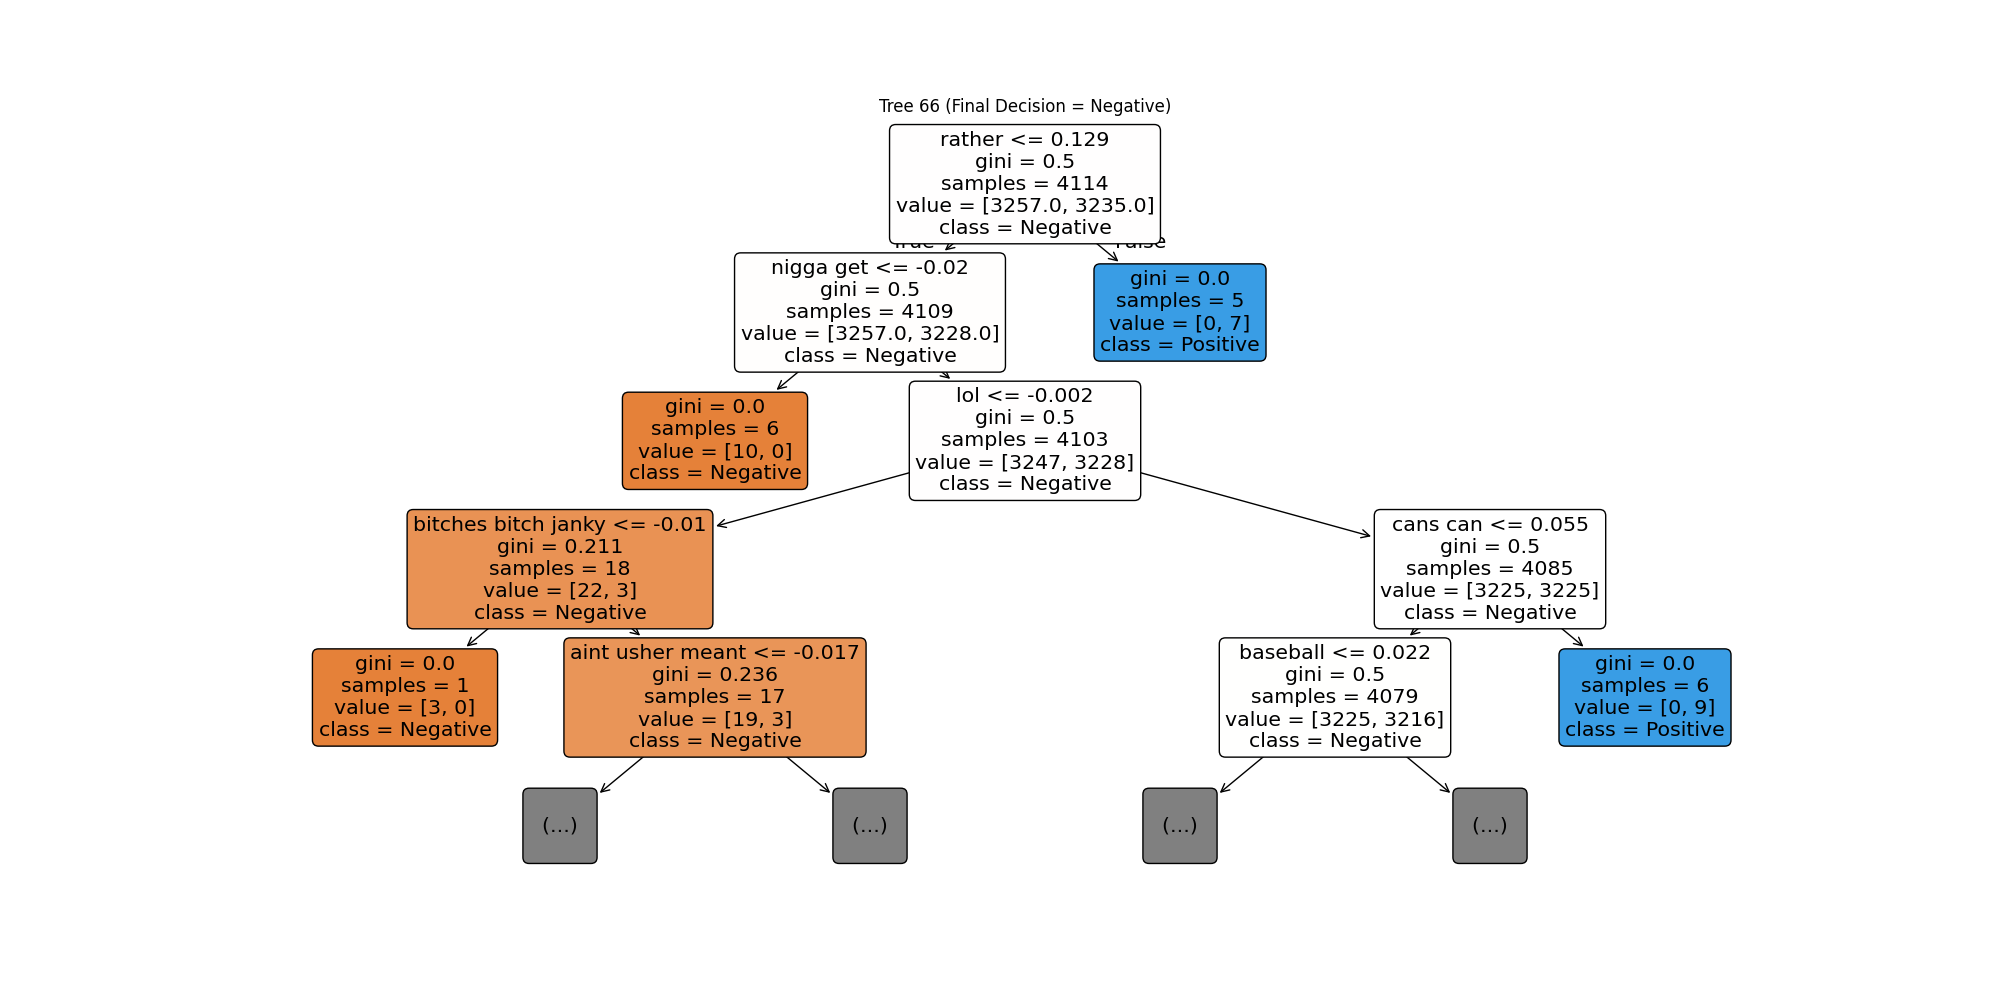 Tree 66 (Final Decision = Negative)
rather <= 0.129
gini = 0.5
samples = 4114
value = [3257.0, 3235.0]
class = Negative
True
False
nigga get <= -0.02
gini = 0.5
samples = 4109
value = [3257.0, 3228.0]
class = Negative
gini = 0.0
samples = 5
value = [0, 7]
class = Positive
gini = 0.0
samples = 6
value = [10, 0]
class = Negative
lol <= -0.002
gini = 0.5
samples = 4103
value = [3247, 3228]
class = Negative
bitches bitch janky <= -0.01
gini = 0.211
samples = 18
value = [22, 3]
class = Negative
cans can <= 0.055
gini = 0.5
samples = 4085
value = [3225, 3225]
class = Negative
gini = 0.0
samples = 1
value = [3, 0]
class = Negative
aint usher meant <= -0.017
gini = 0.236
samples = 17
value = [19, 3]
class = Negative
baseball <= 0.022
gini = 0.5
samples = 4079
value = [3225, 3216]
class = Negative
gini = 0.0
samples = 6
value = [0, 9]
class = Positive
(...)
(...)
(...)
(...)